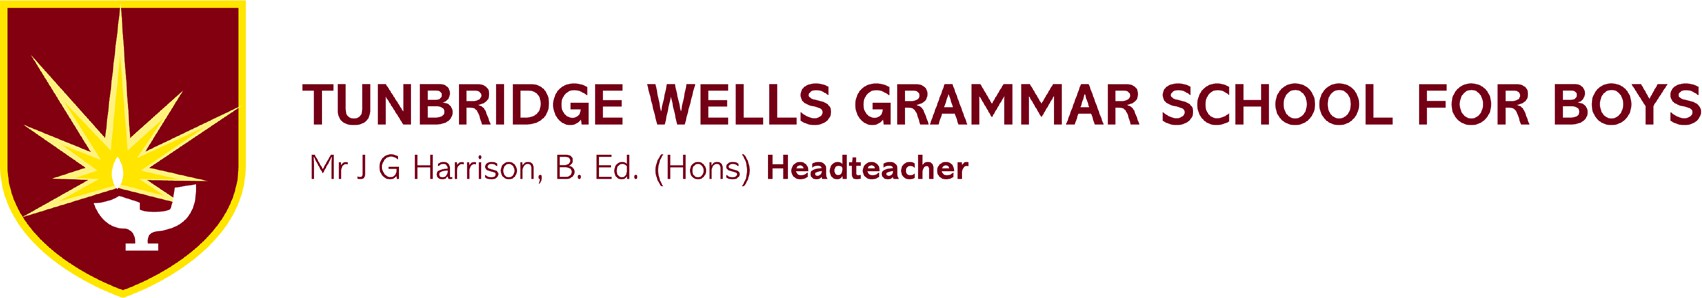 TUNBRIDGE WELLS GRAMMAR SCHOOL FOR BOYS
Mr J G Harrison, B. Ed. (Hons) Headteacher